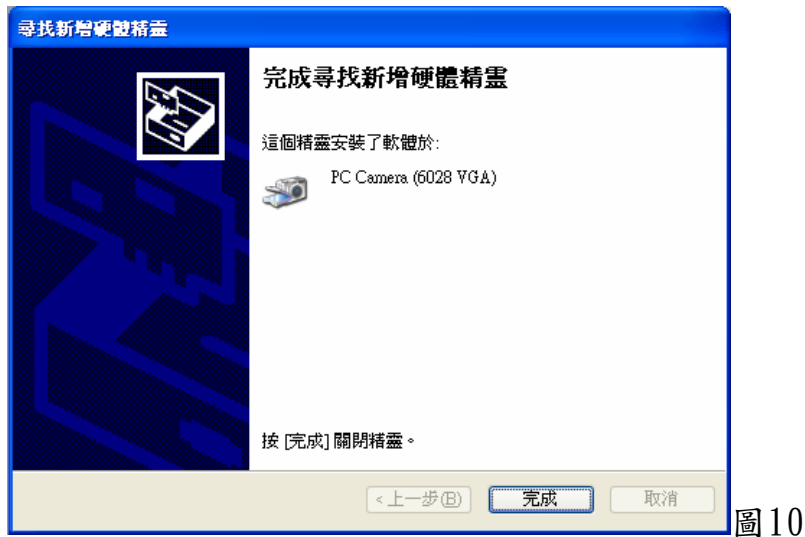 尋找新增硬體精靈
完成尋找新增硬體精靈
這個精靈安裝了軟體於:
PC Camera (6028 VGA)
按 [完成] 關閉精靈。
<上一步(B)
完成
取消
圖10